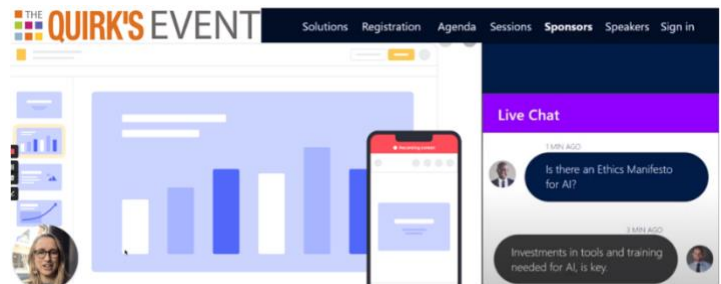 THE
QUIRK'S EVENT
Solutions Registration Agenda Sessions Sponsors Speakers Sign in
Live Chat
1 MIN AGO
Is there an Ethics Manifesto
for AI?
3 MIN AGO
Investments in tools and training
needed for AI, is key.